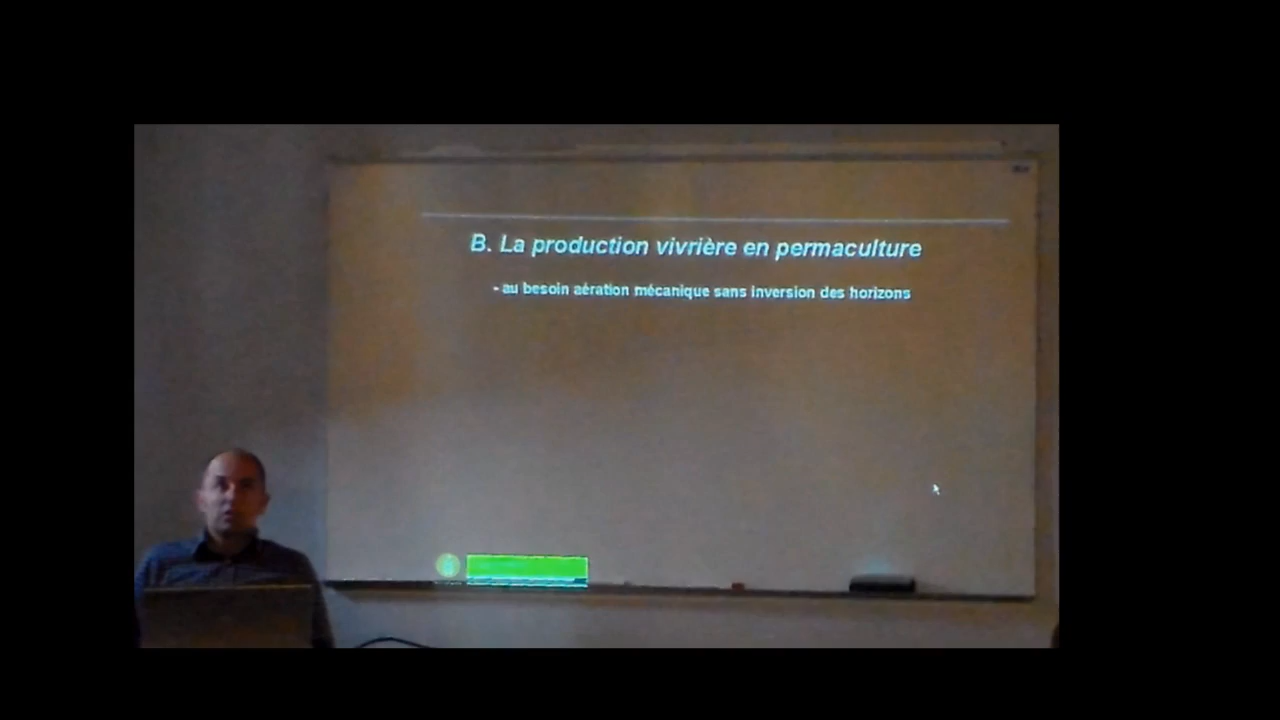 B. La production vivrière en permaculture
- au besoin aération mécanique sans inversion des horizons